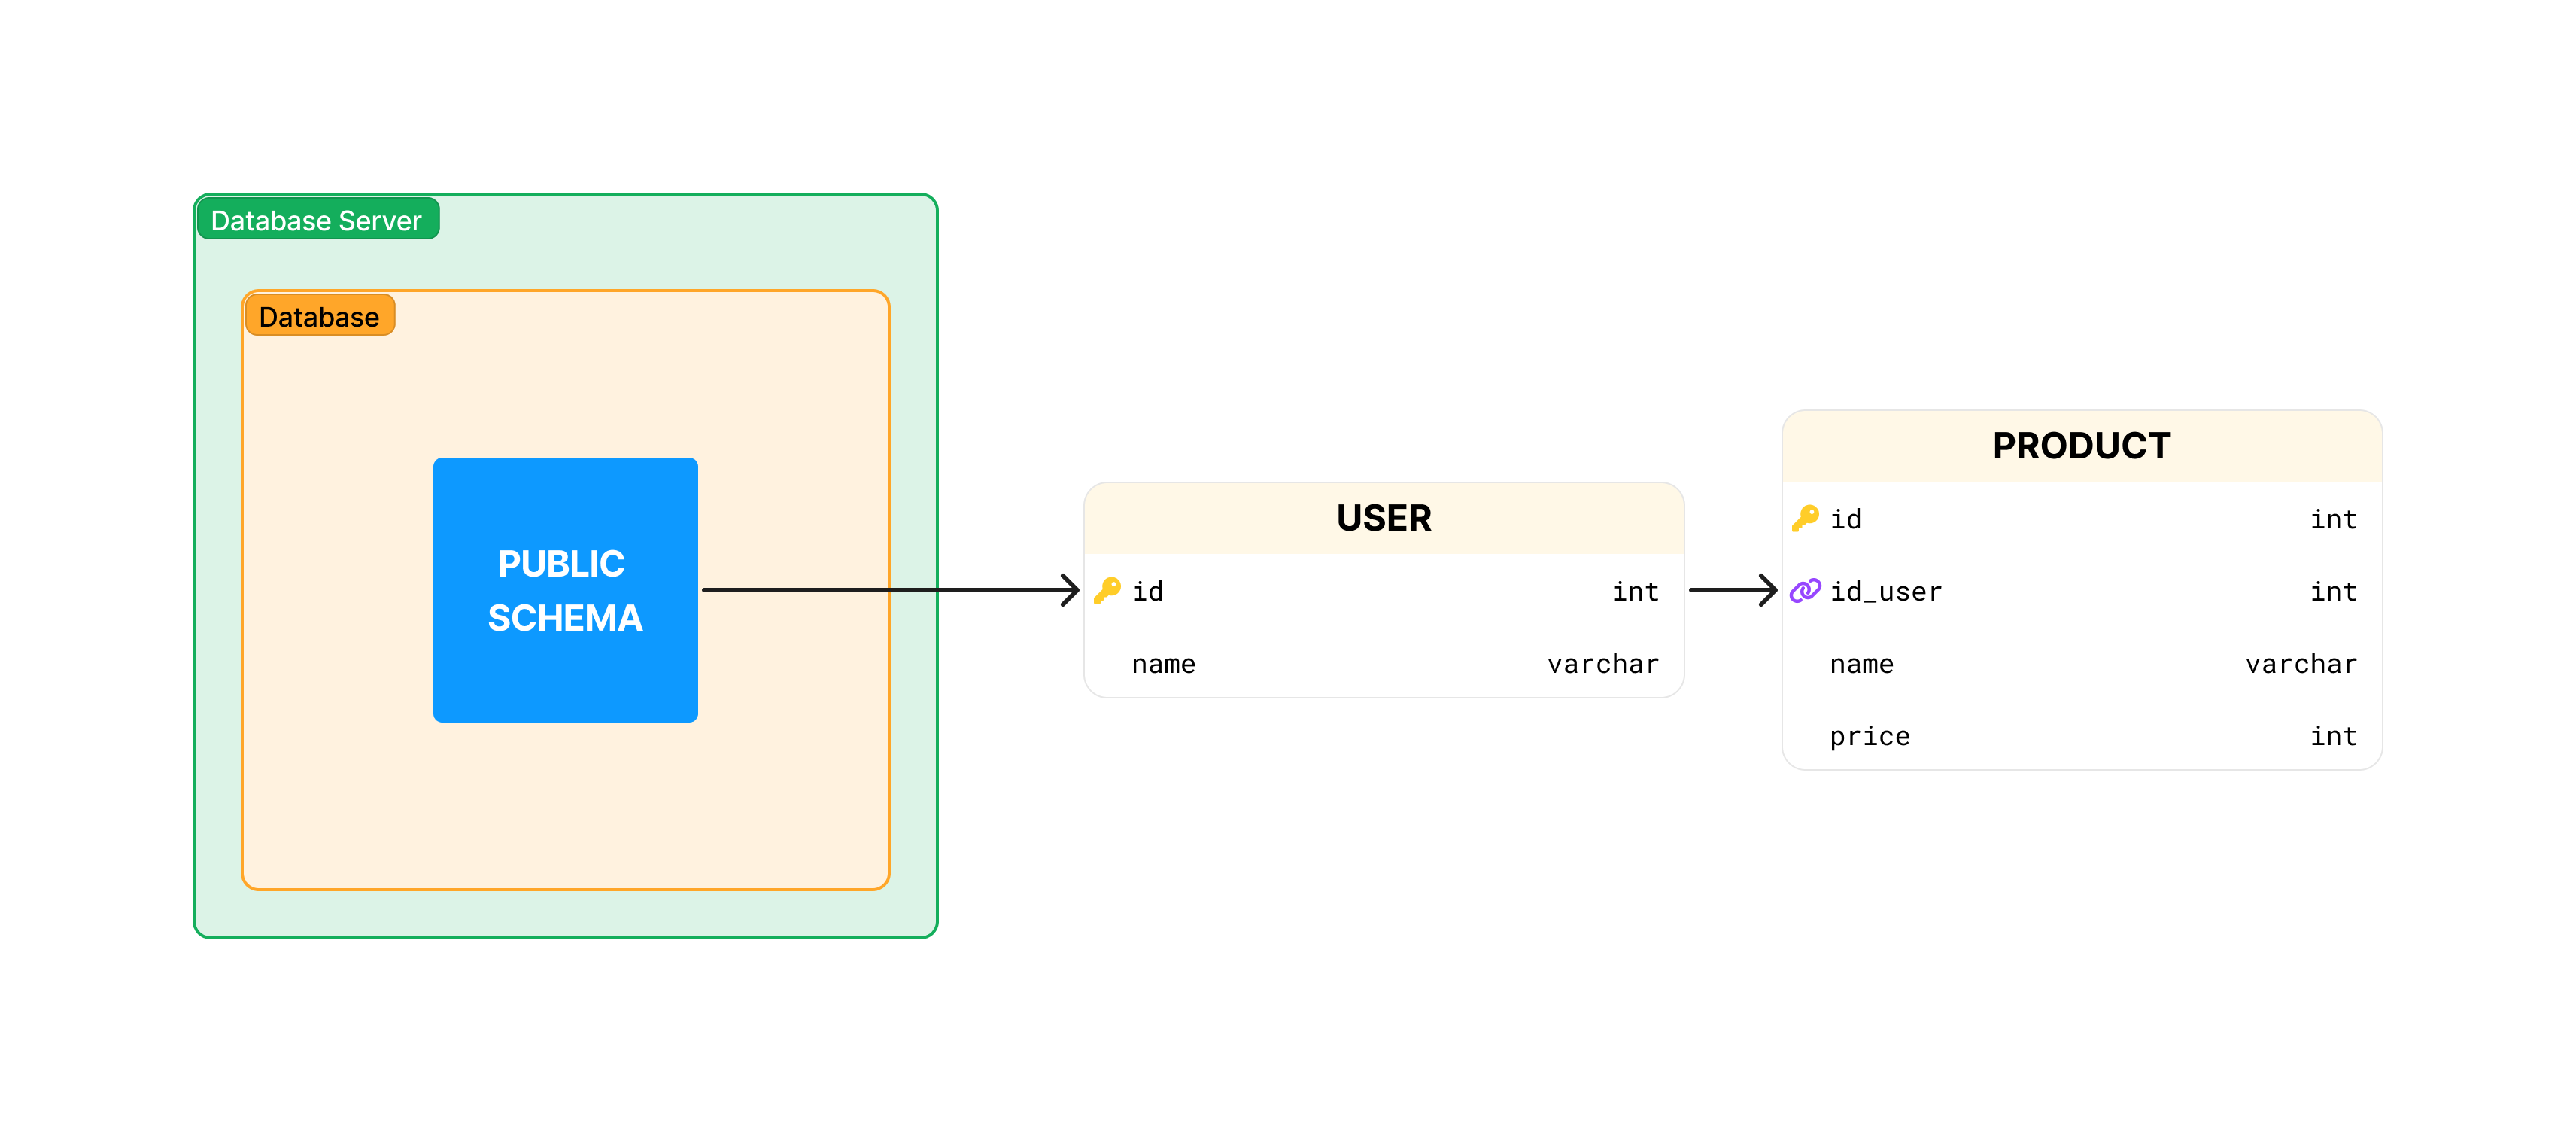 Database Server
Database
PUBLIC
SCHEMA
USER
id int
name varchar
PRODUCT
id int
id_user int
name varchar
price int